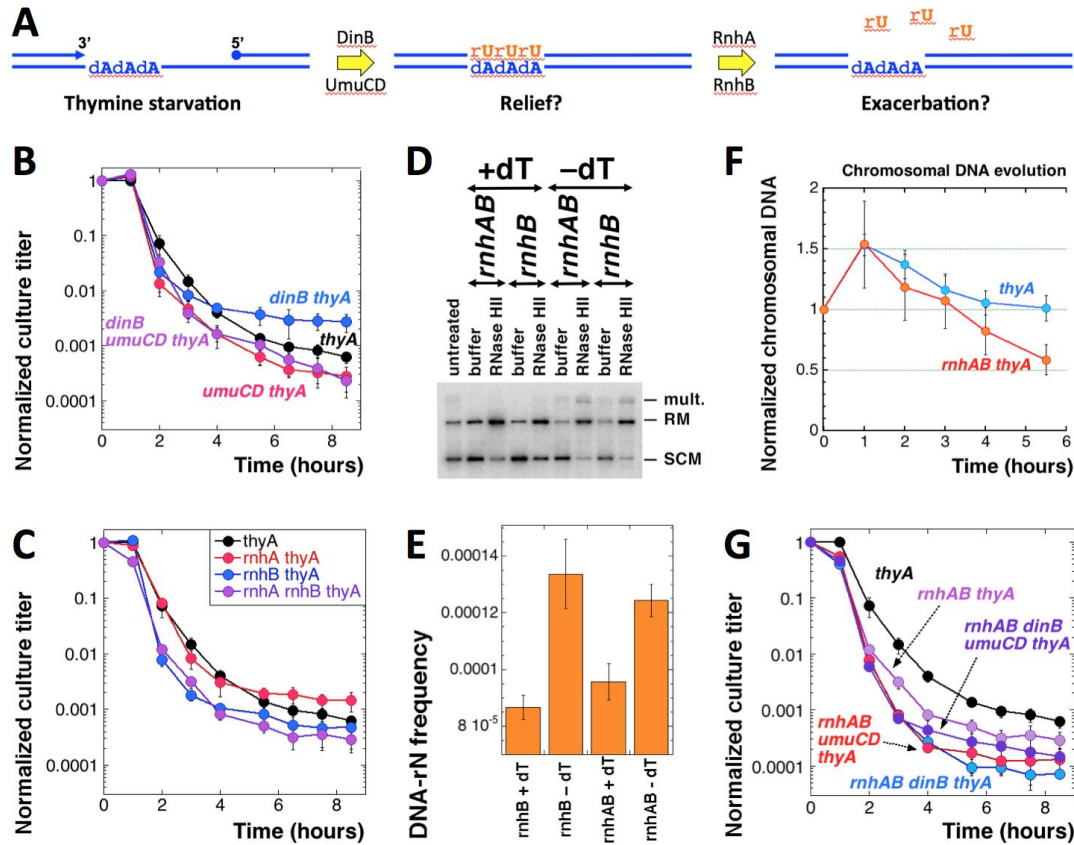 A
3’
5’
dAdAdA
Thymine starvation
DinB
UmuCD
rUrUrU
dAdAdA
Relief?
RnhA
RnhB
rU
rU
rU
dAdAdA
Exacerbation?
B
Normalized culture titer
1
0.1
0.01
0.001
0.0001
0
2
4
6
8
Time (hours)
dinB thyA
thyA
dinB
umuCD thyA
umuCD thyA
D
+dT
–dT
rnhAB
rnhB
rnhAB
rnhB
untreated
buffer
RNase HII
buffer
RNase HII
buffer
RNase HII
buffer
RNase HII
mult.
RM
SCM
F
Chromosomal DNA evolution
Normalized chromosomal DNA
2
1.5
1
0.5
0
0
1
2
3
4
5
6
Time (hours)
thyA
rnhAB thyA
C
Normalized culture titer
1
0.1
0.01
0.001
0.0001
0
2
4
6
8
Time (hours)
thyA
rnhA thyA
rnhB thyA
rnhA rnhB thyA
E
DNA-rN frequency
0.00014
0.00012
0.0001
8 10-5
rnhB + dT
rnhB – dT
rnhAB + dT
rnhAB - dT
G
Normalized culture titer
1
0.1
0.01
0.001
0.0001
0
2
4
6
8
Time (hours)
thyA
rnhAB thyA
rnhAB dinB
umuCD thyA
rnhAB
umuCD
thyA
rnhAB dinB thyA